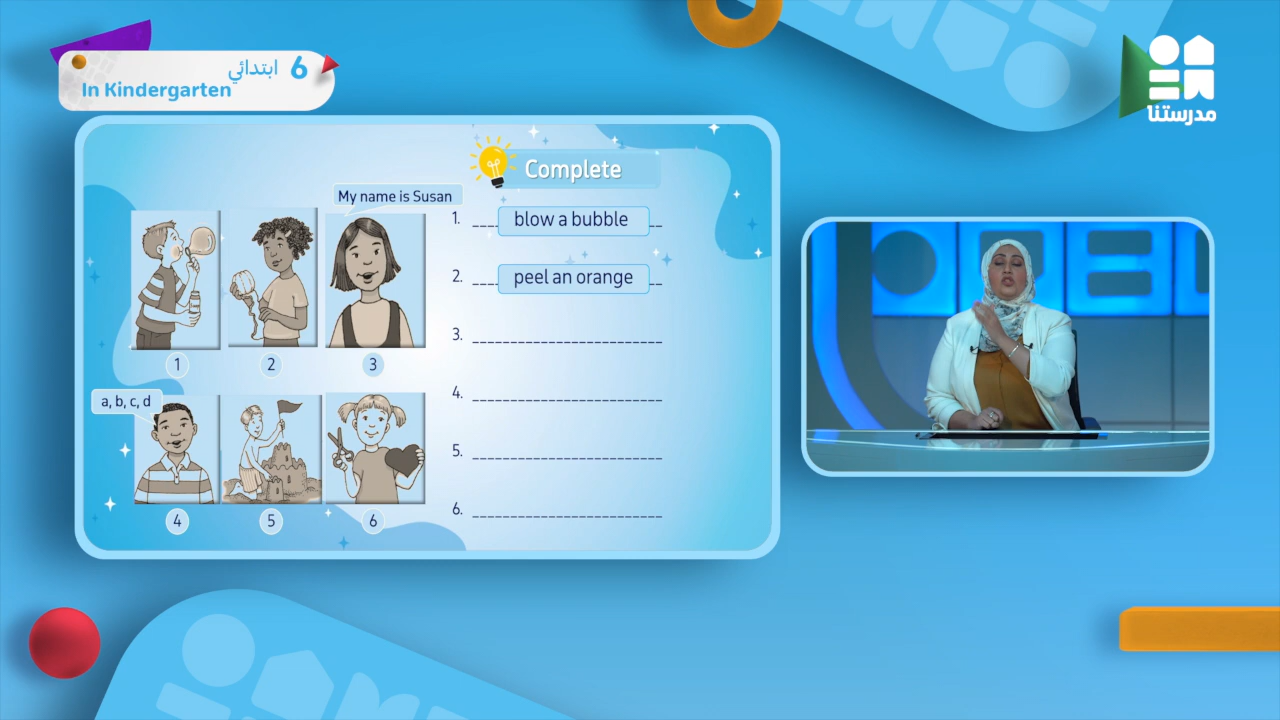 6 ابتدائي
In Kindergarten
مدرستنا
Complete
My name is Susan
1. blow a bubble
2. peel an orange
3.
4.
5.
6.
1
2
3
a, b, c, d
4
5
6